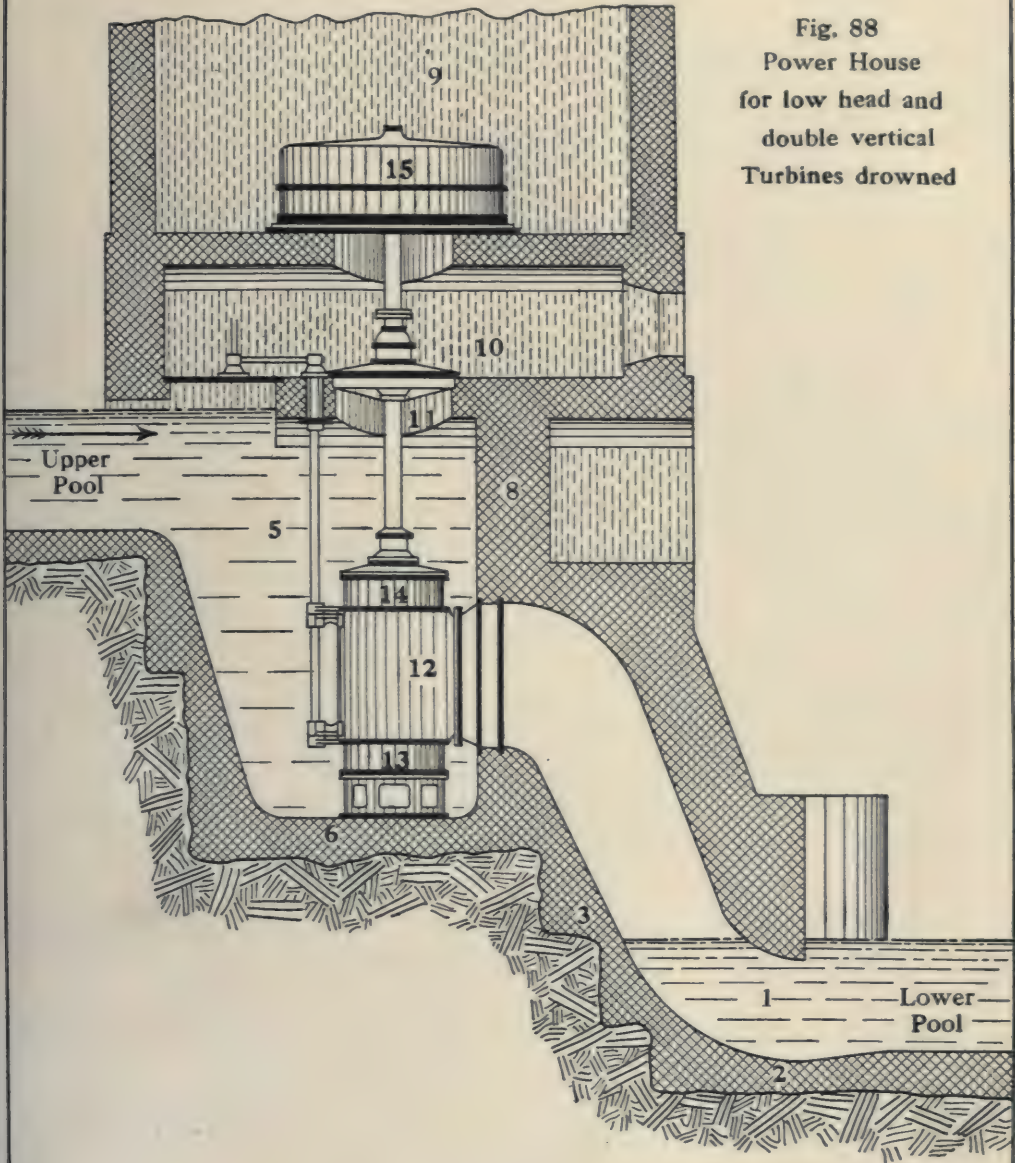 Fig. 88
Power House
for low head and
double vertical
Turbines drowned
9
15
10
11
Upper
Pool
8
5
14
12
13
6
3
1
Lower
Pool
2